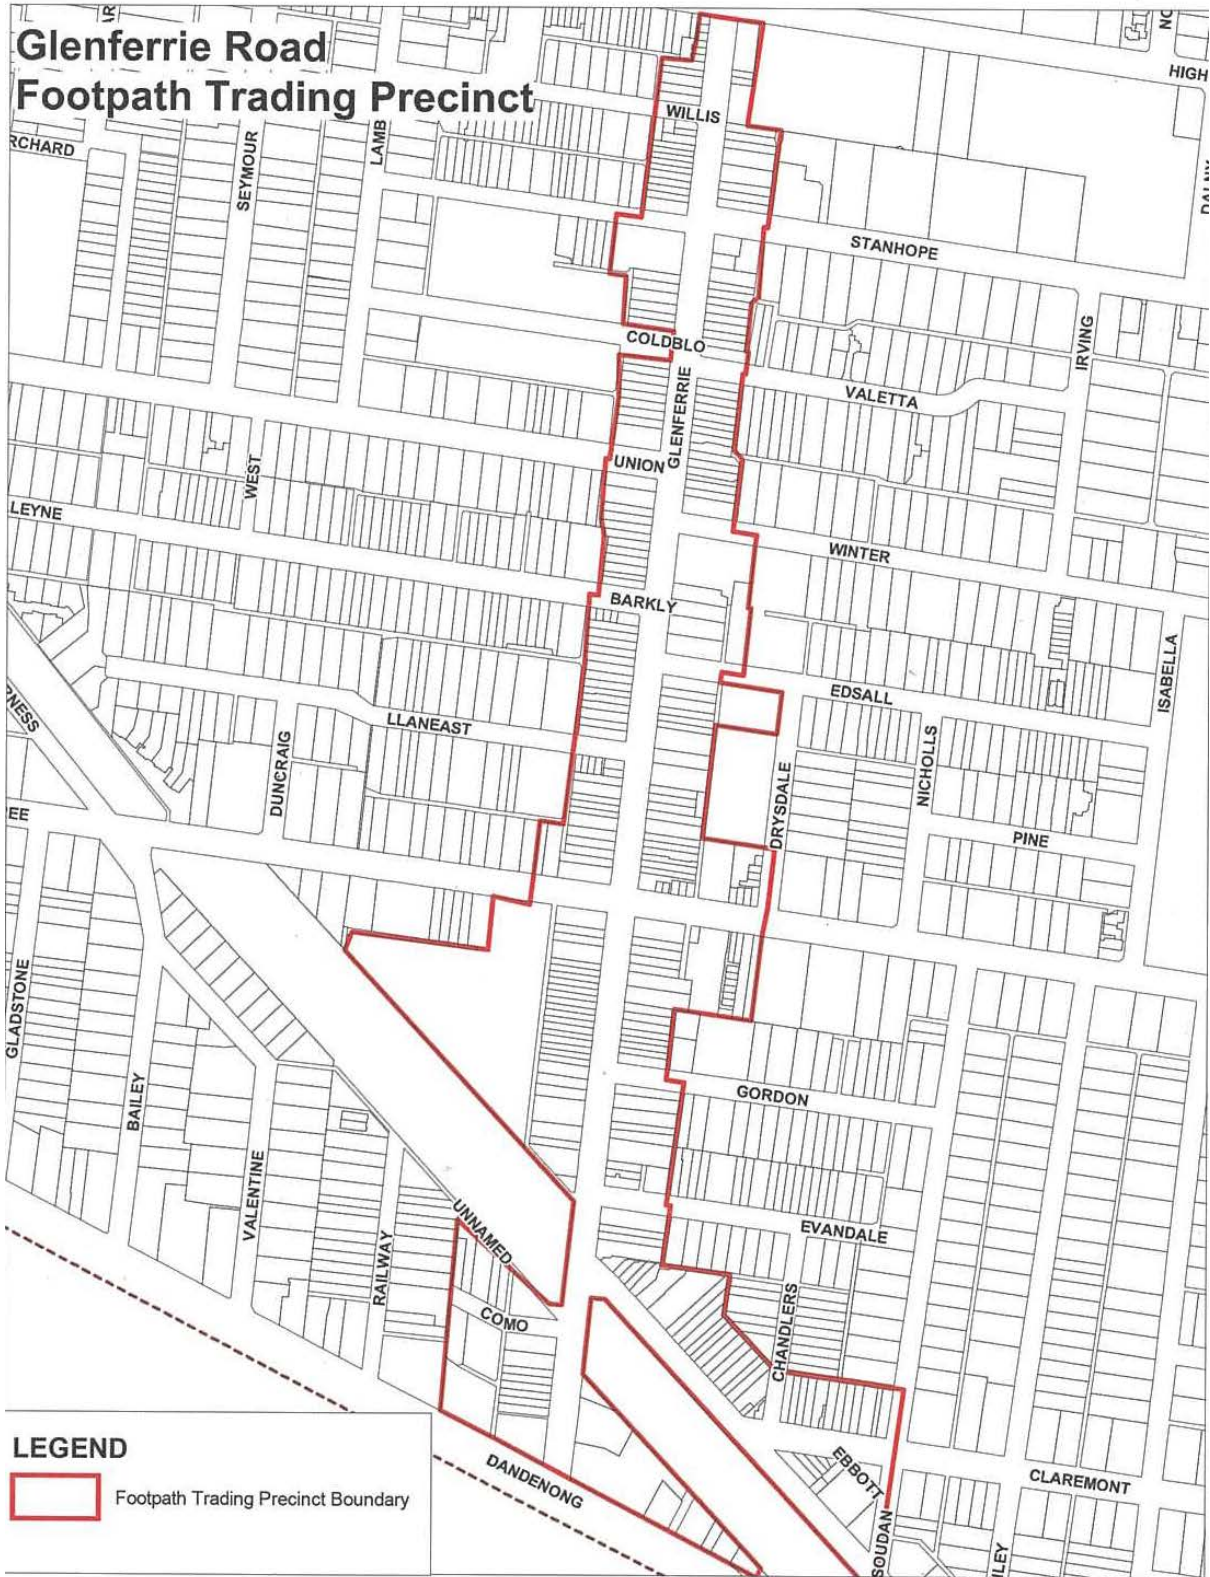 Glenferrie Road
Footpath Trading Precinct
HIGH
WILLIS
RCHARD
SEYMOUR
LAMB
STANHOPE
COLDBLO
IRVING
VALETTA
GLENFERRIE
UNION
WEST
LEYNE
WINTER
BARKLY
ISABELLA
EDSALL
LLANEAST
RNESS
DUNCRAIG
NICHOLLS
DRYSDALE
EE
PINE
GLADSTONE
GORDON
BAILEY
VALENTINE
UNNAMED
EVANDALE
RAILWAY
CHANDLERS
COMO
LEGEND
Footpath Trading Precinct Boundary
DANDENONG
EBBOTT
CLAREMONT
SOUDAN